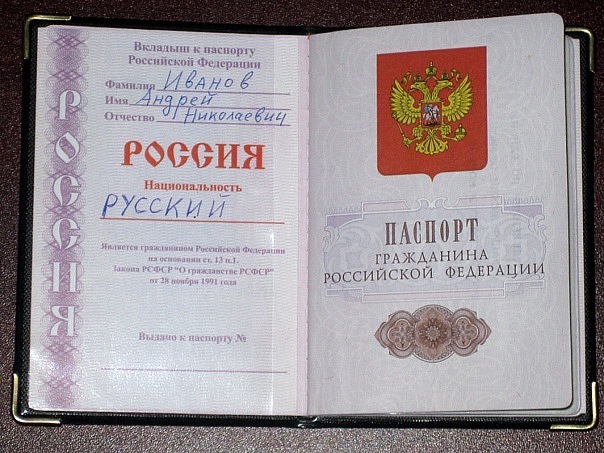 РОССИЯ
Вкладыш к паспорту
Российской Федерации
Фамилия Иванов
Имя Андрей
Отчество Николаевич
РОССИЯ
Национальность
РУССКИЙ
Является гражданином Российской Федерации
на основании ст. 13 п.1.
Закона РСФСР "О гражданстве РСФСР"
от 28 ноября 1991 года
Выдано к паспорту №
ПАСПОРТ
ГРАЖДАНИНА
РОССИЙСКОЙ ФЕДЕРАЦИИ